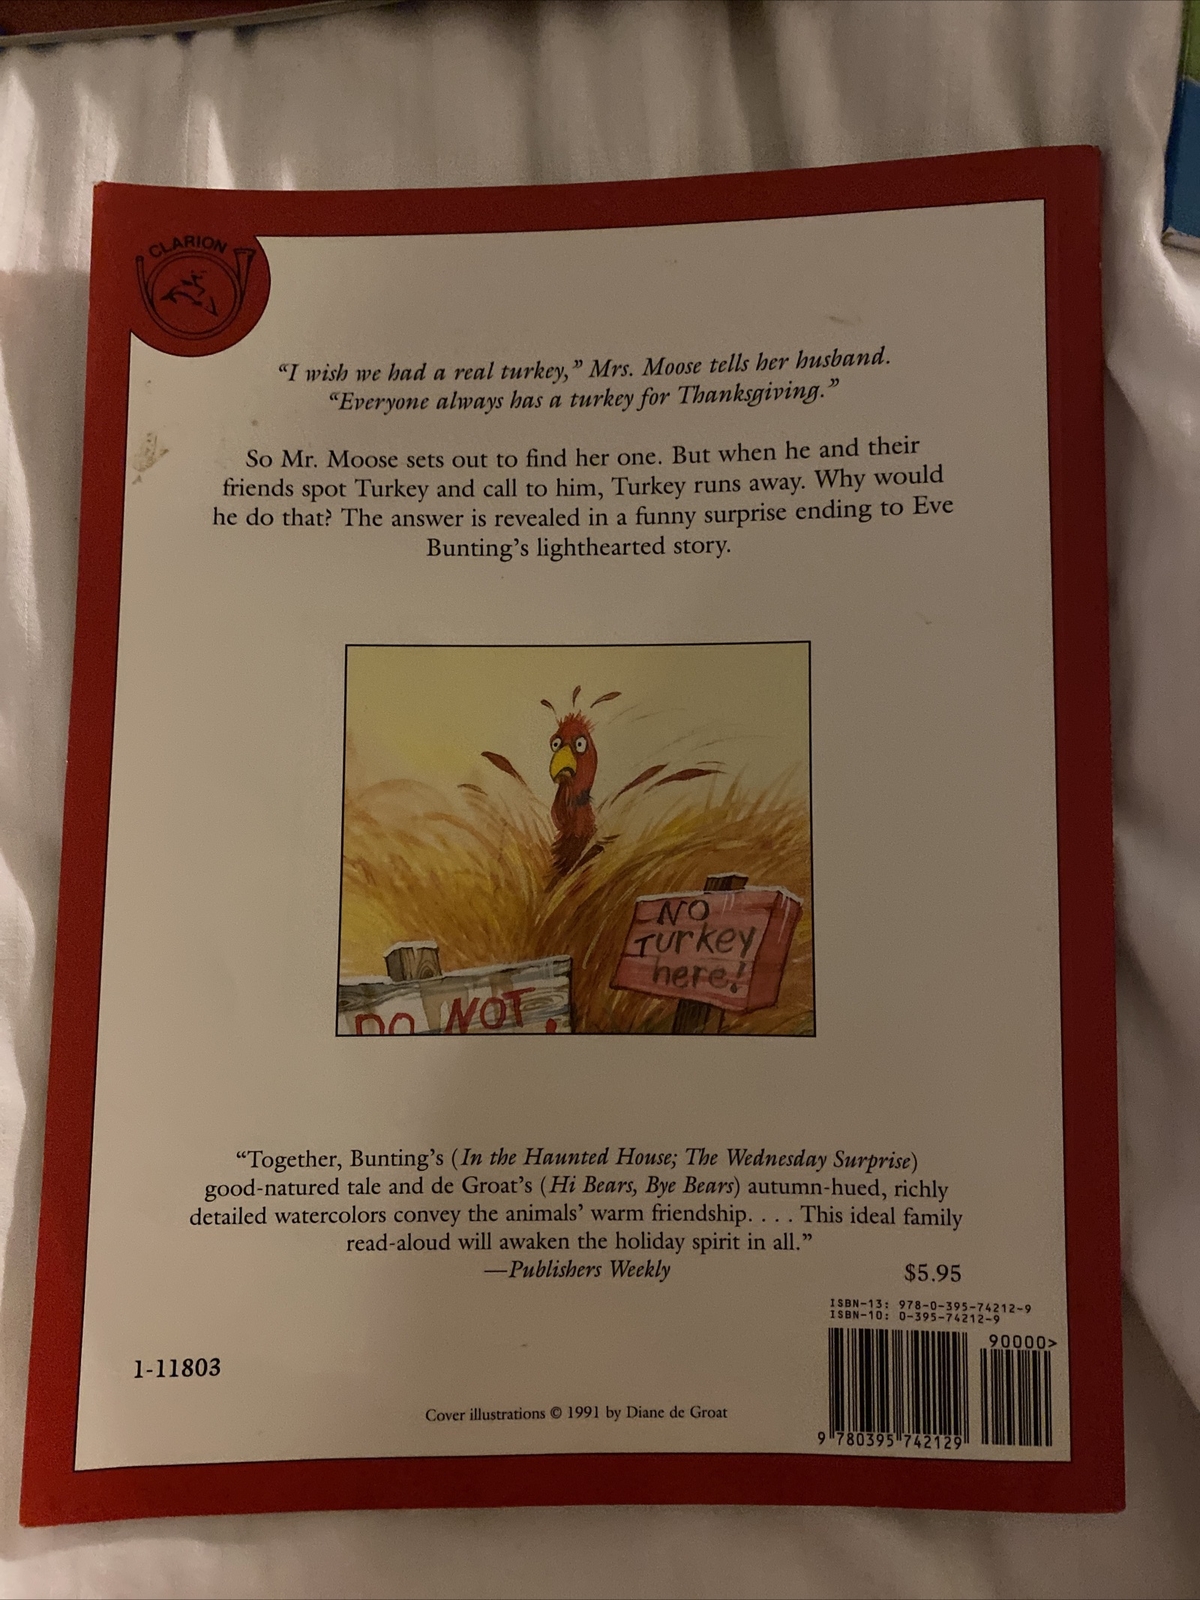 CLARION
“I wish we had a real turkey,” Mrs. Moose tells her husband.
“Everyone always has a turkey for Thanksgiving.”
So Mr. Moose sets out to find her one. But when he and their
friends spot Turkey and call to him, Turkey runs away. Why would
he do that? The answer is revealed in a funny surprise ending to Eve
Bunting’s lighthearted story.
NO
Turkey
here!
DO NOT
“Together, Bunting’s (In the Haunted House; The Wednesday Surprise)
good-natured tale and de Groat’s (Hi Bears, Bye Bears) autumn-hued, richly
detailed watercolors convey the animals’ warm friendship. . . . This ideal family
read-aloud will awaken the holiday spirit in all.”
—Publishers Weekly
$5.95
ISBN-13: 978-0-395-74212-9
ISBN-10: 0-395-74212-9
90000>
1-11803
Cover illustrations © 1991 by Diane de Groat
9 780395 742129